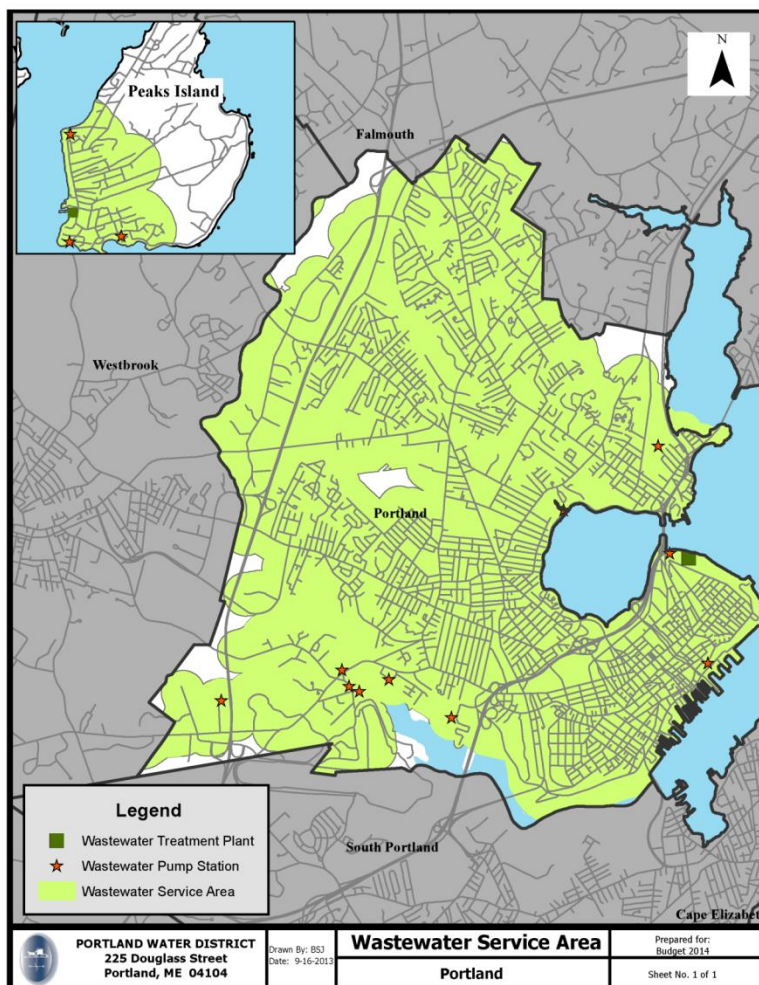 Peaks Island
N
Falmouth
Westbrook
Portland
South Portland
Cape Elizabet
Legend
Wastewater Treatment Plant
Wastewater Pump Station
Wastewater Service Area
PORTLAND WATER DISTRICT
225 Douglass Street
Portland, ME 04104
Drawn By: BSJ
Date: 9-16-2013
Wastewater Service Area
Portland
Prepared for:
Budget 2014
Sheet No. 1 of 1